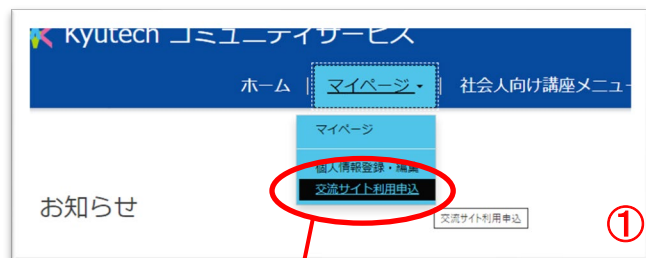 Kyutech コミュニティサービス
ホーム | マイページ | 社会人向け講座メニュー
マイページ
個人情報登録・編集
交流サイト利用申込
お知らせ
交流サイト利用申込
①